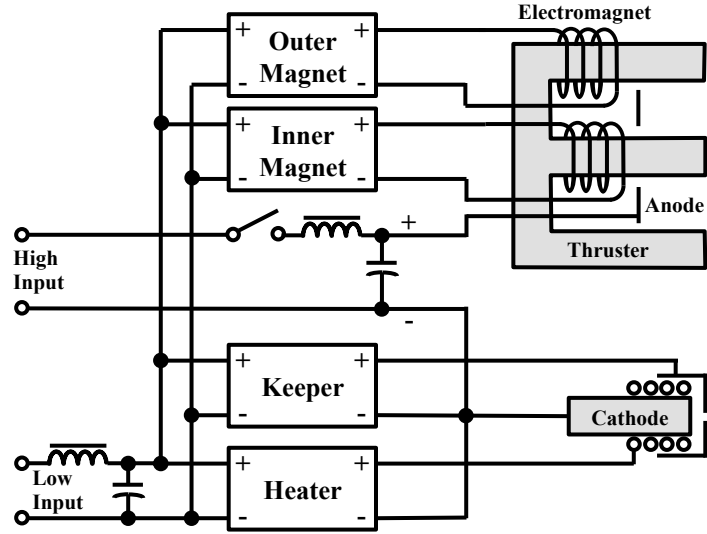 Electromagnet
+ Outer +
- Magnet -
+ Inner +
- Magnet -
Anode
+
High
Input
Thruster
-
+ +
Keeper
- -
Cathode
+ +
Low
Input
Heater
- -